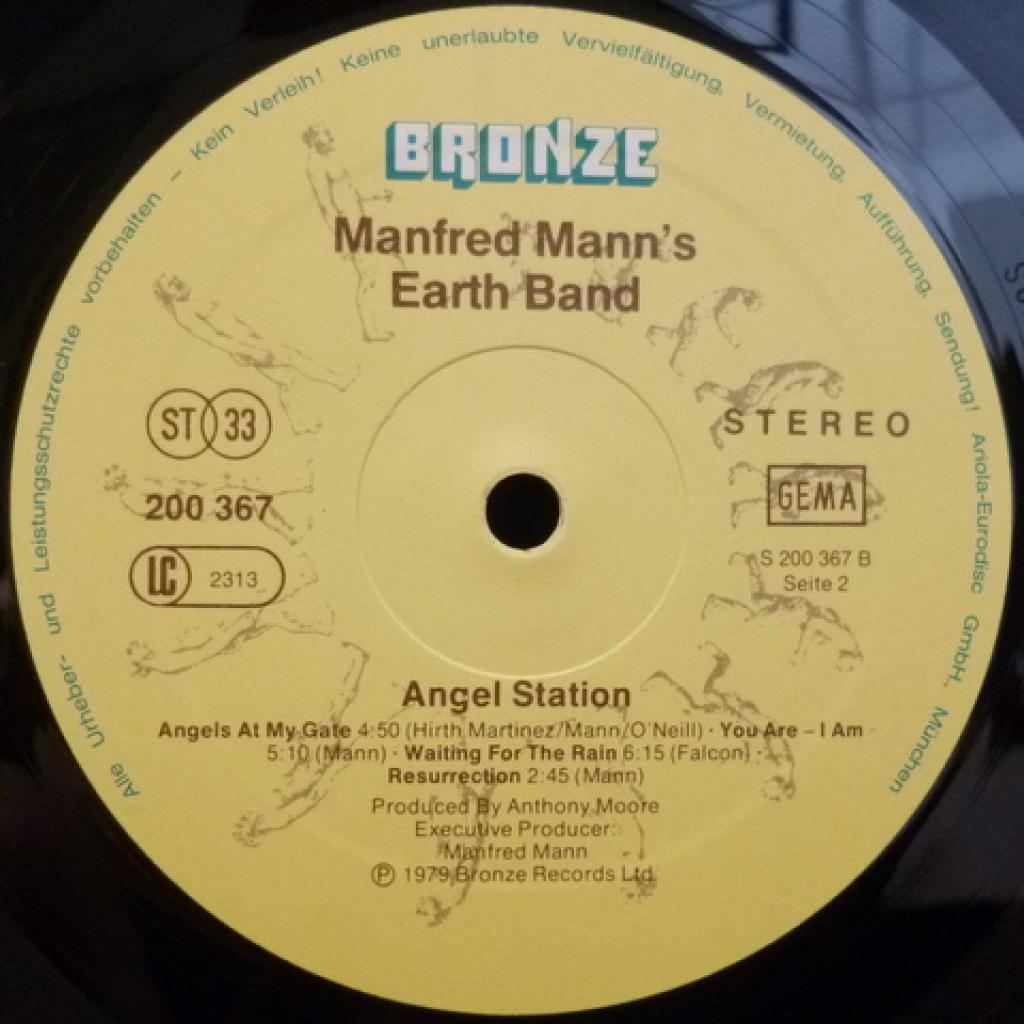 Alle Urheber- und Leistungsschutzrechte vorbehalten – Kein Verleih! Keine unerlaubte Vervielfältigung, Vermietung, Aufführung, Sendung! Ariola-Eurodisc GmbH., München
BRONZE
Manfred Mann's
Earth Band
ST 33
STEREO
200 367
GEMA
LC 2313
S 200 367 B
Seite 2
Angel Station
Angels At My Gate 4:50 (Hirth Martinez/Mann/O'Neill) · You Are – I Am
5:10 (Mann) · Waiting For The Rain 6:15 (Falcon) ·
Resurrection 2:45 (Mann)
Produced By Anthony Moore
Executive Producer:
Manfred Mann
Ⓟ 1979 Bronze Records Ltd.